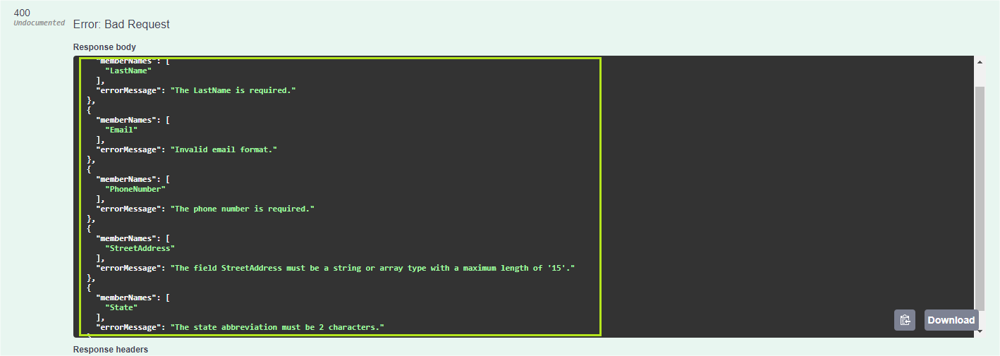 400
Undocumented
Error: Bad Request
Response body
"memberNames": [
"LastName"
],
"errorMessage": "The LastName is required."
},
{
"memberNames": [
"Email"
],
"errorMessage": "Invalid email format."
},
{
"memberNames": [
"PhoneNumber"
],
"errorMessage": "The phone number is required."
},
{
"memberNames": [
"StreetAddress"
],
"errorMessage": "The field StreetAddress must be a string or array type with a maximum length of '15'."
},
{
"memberNames": [
"State"
],
"errorMessage": "The state abbreviation must be 2 characters."
Download
Response headers